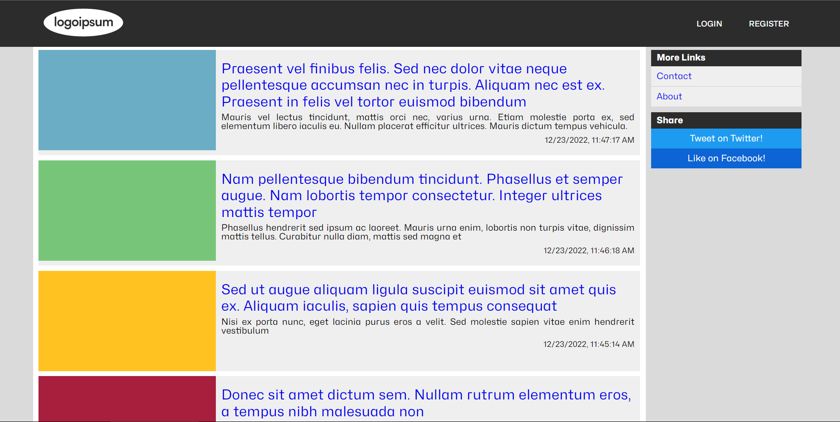 logoipsum
LOGIN
REGISTER
Praesent vel finibus felis. Sed nec dolor vitae neque
pellentesque accumsan nec in turpis. Aliquam nec est ex.
Praesent in felis vel tortor euismod bibendum
Mauris vel lectus tincidunt, mattis orci nec, varius urna. Etiam molestie porta ex, sed
elementum libero iaculis eu. Nullam placerat efficitur ultrices. Mauris dictum tempus vehicula.
12/23/2022, 11:47:17 AM
Nam pellentesque bibendum tincidunt. Phasellus et semper
augue. Nam lobortis tempor consectetur. Integer ultrices
mattis tempor
Phasellus hendrerit sed ipsum ac laoreet. Mauris urna enim, lobortis non turpis vitae, dignissim
mattis tellus. Curabitur nulla diam, mattis sed magna et
12/23/2022, 11:46:18 AM
Sed ut augue aliquam ligula suscipit euismod sit amet quis
ex. Aliquam iaculis, sapien quis tempus consequat
Nisi ex porta nunc, eget lacinia purus eros a velit. Sed molestie sapien vitae enim hendrerit
vestibulum
12/23/2022, 11:45:14 AM
Donec sit amet dictum sem. Nullam rutrum elementum eros,
a tempus nibh malesuada non
More Links
Contact
About
Share
Tweet on Twitter!
Like on Facebook!